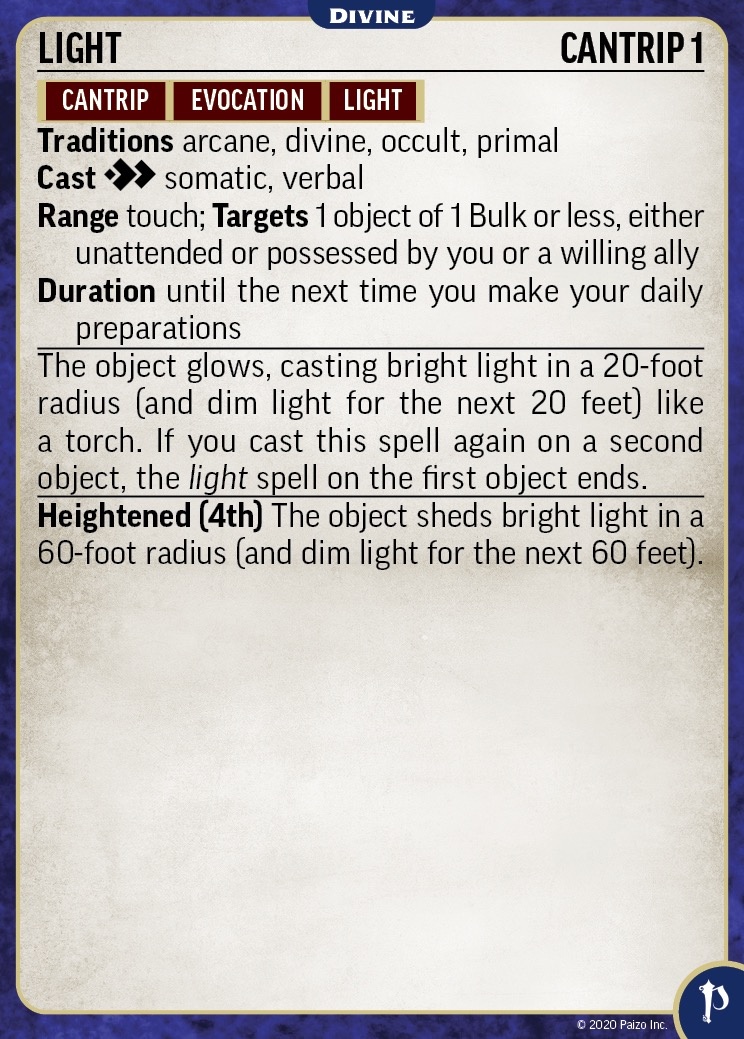 DIVINE
LIGHT CANTRIP 1
CANTRIP EVOCATION LIGHT
Traditions arcane, divine, occult, primal
Cast somatic, verbal
Range touch; Targets 1 object of 1 Bulk or less, either
unattended or possessed by you or a willing ally
Duration until the next time you make your daily
preparations
The object glows, casting bright light in a 20-foot
radius (and dim light for the next 20 feet) like
a torch. If you cast this spell again on a second
object, the light spell on the first object ends.
Heightened (4th) The object sheds bright light in a
60-foot radius (and dim light for the next 60 feet).
© 2020 Paizo Inc.
P